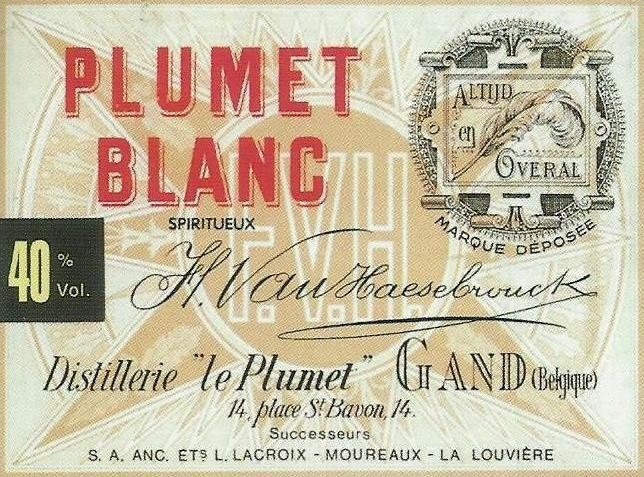 PLUMET
BLANC
SPIRITUEUX
ALTIJD
en
OVERAL
MARQUE DÉPOSÉE
40 % Vol.
F.V.H.
H. Van Haesebrouck
Distillerie "le Plumet" GAND (Belgique)
14, place St Bavon, 14.
Successeurs
S. A. ANC. ETS L. LACROIX - MOUREAUX - LA LOUVIÈRE